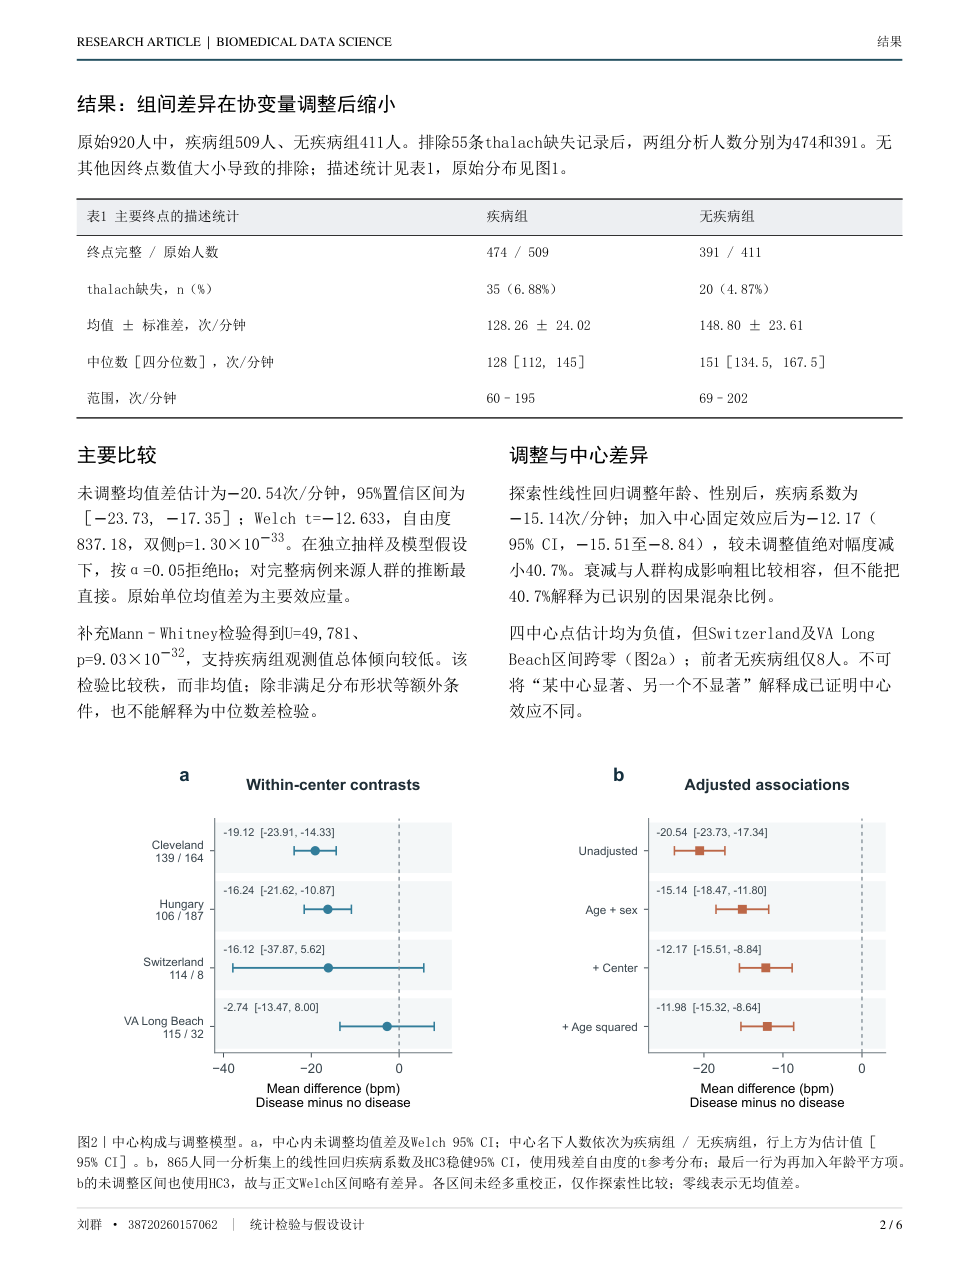 RESEARCH ARTICLE | BIOMEDICAL DATA SCIENCE
结果
结果：组间差异在协变量调整后缩小
原始920人中，疾病组509人、无疾病组411人。排除55条thalach缺失记录后，两组分析人数分别为474和391。无
其他因终点数值大小导致的排除；描述统计见表1，原始分布见图1。
表1 主要终点的描述统计 疾病组 无疾病组
终点完整 / 原始人数 474 / 509 391 / 411
thalach缺失，n（%） 35（6.88%） 20（4.87%）
均值 ± 标准差，次/分钟 128.26 ± 24.02 148.80 ± 23.61
中位数［四分位数］，次/分钟 128［112, 145］ 151［134.5, 167.5］
范围，次/分钟 60–195 69–202
主要比较
未调整均值差估计为−20.54次/分钟，95%置信区间为
［−23.73, −17.35］；Welch t=−12.633，自由度
837.18，双侧p=1.30×10⁻³³。在独立抽样及模型假设
下，按α=0.05拒绝H₀；对完整病例来源人群的推断最
直接。原始单位均值差为主要效应量。
补充Mann–Whitney检验得到U=49,781、
p=9.03×10⁻³²，支持疾病组观测值总体倾向较低。该
检验比较秩，而非均值；除非满足分布形状等额外条
件，也不能解释为中位数差检验。
调整与中心差异
探索性线性回归调整年龄、性别后，疾病系数为
−15.14次/分钟；加入中心固定效应后为−12.17（
95% CI，−15.51至−8.84），较未调整值绝对幅度减
小40.7%。衰减与人群构成影响粗比较相容，但不能把
40.7%解释为已识别的因果混杂比例。
四中心点估计均为负值，但Switzerland及VA Long
Beach区间跨零（图2a）；前者无疾病组仅8人。不可
将“某中心显著、另一个不显著”解释成已证明中心
效应不同。
a
Within-center contrasts
Cleveland
139 / 164
-19.12 [-23.91, -14.33]
Hungary
106 / 187
-16.24 [-21.62, -10.87]
Switzerland
114 / 8
-16.12 [-37.87, 5.62]
VA Long Beach
115 / 32
-2.74 [-13.47, 8.00]
−40 −20 0
Mean difference (bpm)
Disease minus no disease
b
Adjusted associations
Unadjusted
-20.54 [-23.73, -17.34]
Age + sex
-15.14 [-18.47, -11.80]
+ Center
-12.17 [-15.51, -8.84]
+ Age squared
-11.98 [-15.32, -8.64]
−20 −10 0
Mean difference (bpm)
Disease minus no disease
图2｜中心构成与调整模型。a，中心内未调整均值差及Welch 95% CI；中心名下人数依次为疾病组 / 无疾病组，行上方为估计值［
95% CI］。b，865人同一分析集上的线性回归疾病系数及HC3稳健95% CI，使用残差自由度的t参考分布；最后一行为再加入年龄平方项。
b的未调整区间也使用HC3，故与正文Welch区间略有差异。各区间未经多重校正，仅作探索性比较；零线表示无均值差。
刘群 • 38720260157062 ｜ 统计检验与假设设计
2 / 6